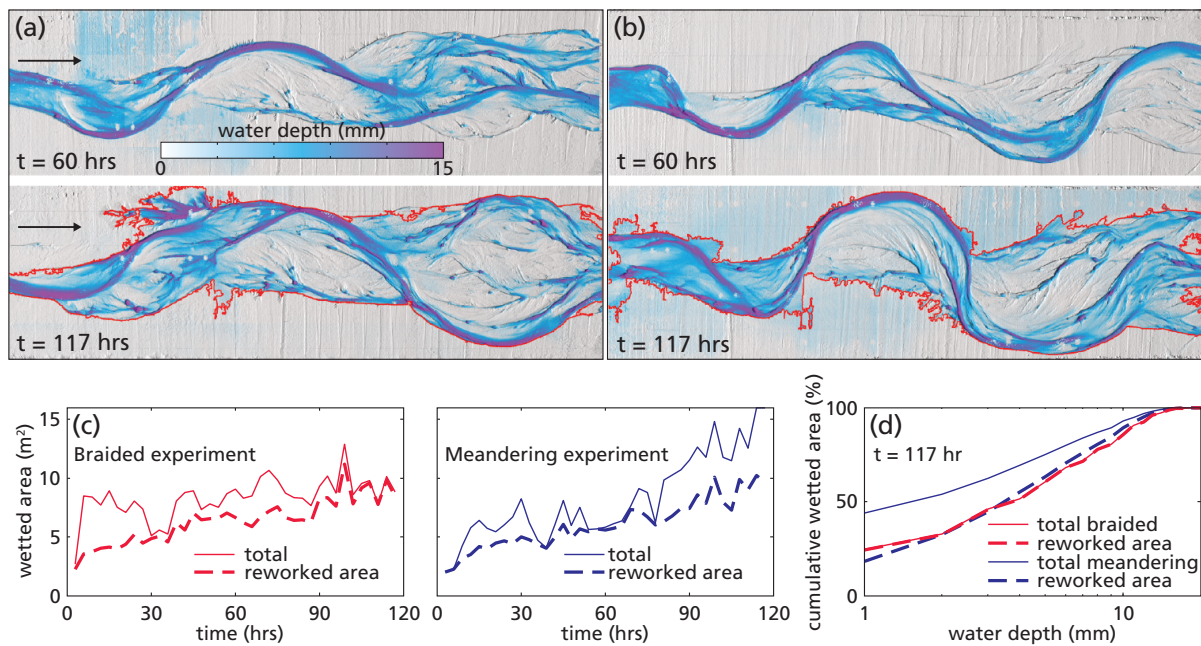 (a)
water depth (mm)
0
15
t = 60 hrs
t = 117 hrs
(b)
t = 60 hrs
t = 117 hrs
(c)
Braided experiment
total
reworked area
wetted area (m²)
15
10
5
0
0
30
60
90
120
time (hrs)
Meandering experiment
total
reworked area
0
30
60
90
120
time (hrs)
(d)
t = 117 hr
total braided
reworked area
total meandering
reworked area
cumulative wetted area (%)
100
50
0
1
10
water depth (mm)